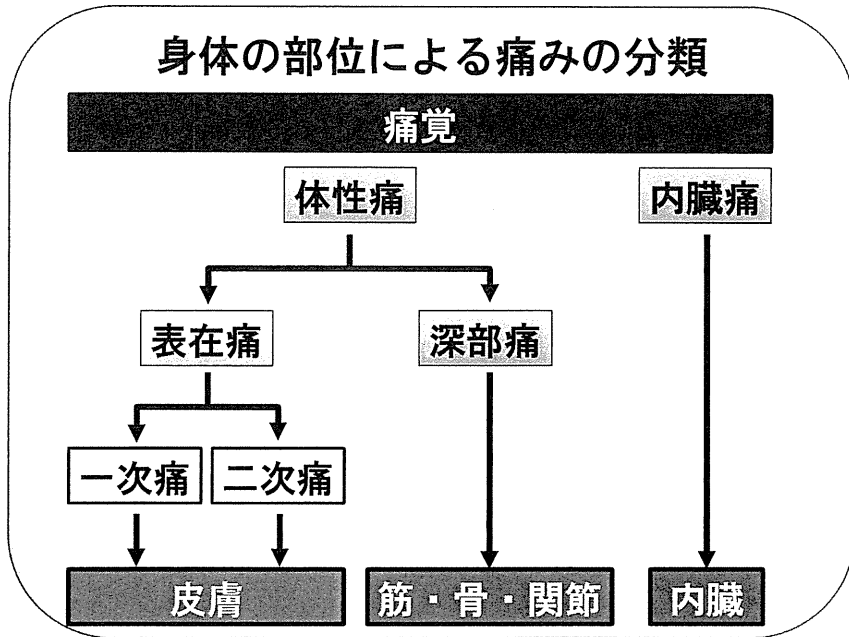 身体の部位による痛みの分類
痛覚
体性痛
内臓痛
表在痛
深部痛
一次痛
二次痛
皮膚
筋・骨・関節
内臓